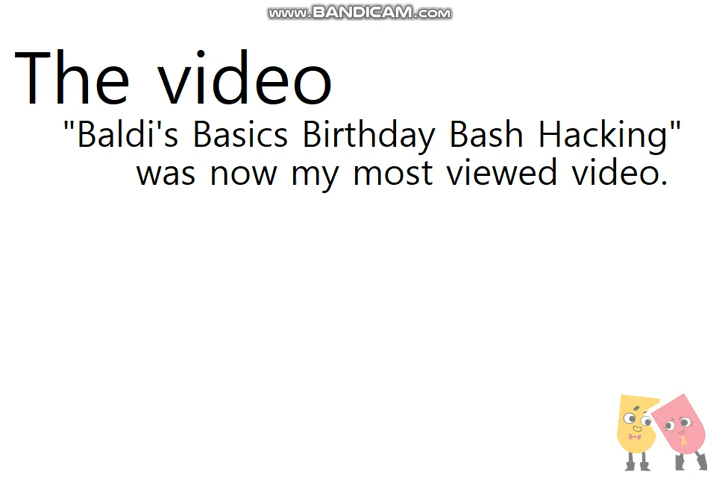 www.BANDICAM.com
The video
"Baldi's Basics Birthday Bash Hacking"
was now my most viewed video.